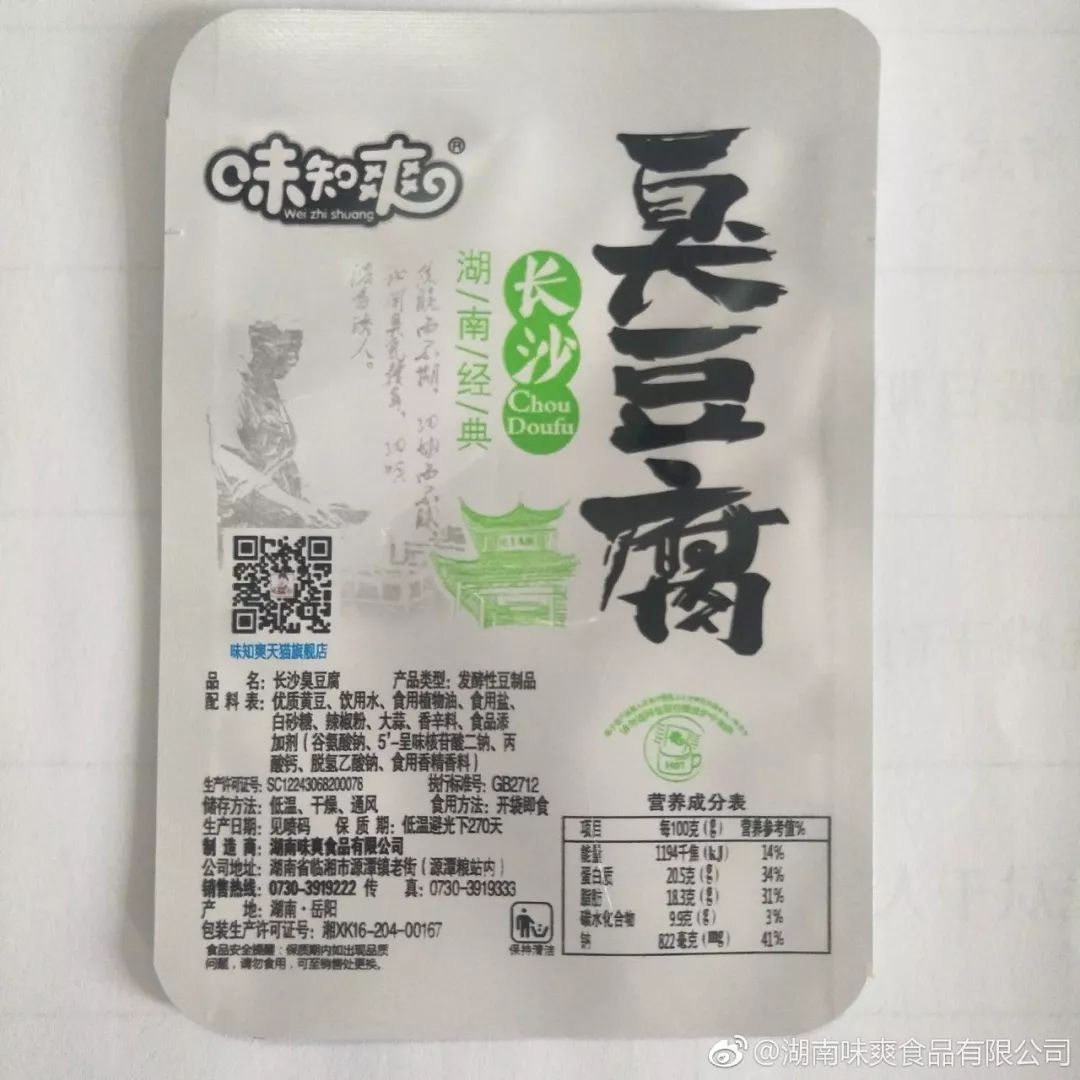 味知爽®
Wei zhi shuang
臭豆腐
长沙
Chou
Doufu
湖/南/经/典
味知爽天猫旗舰店
品 名：长沙臭豆腐 产品类型：发酵性豆制品
配 料 表：优质黄豆、饮用水、食用植物油、食用盐、
白砂糖、辣椒粉、大蒜、香辛料、食品添
加剂（谷氨酸钠、5'-呈味核苷酸二钠、丙
酸钙、脱氢乙酸钠、食用香精香料）
生产许可证号：SC12243068200076 执行标准号：GB2712
储存方法：低温、干燥、通风 食用方法：开袋即食
生产日期：见喷码 保 质 期：低温避光下270天
制 造 商：湖南味爽食品有限公司
公司地址：湖南省临湘市源潭镇老街（源潭粮站内）
销售热线：0730-3919222 传 真：0730-3919333
产 地：湖南·岳阳
包装生产许可证号：湘XK16-204-00167
食品安全提醒：保质期内如出现品质
问题，请勿食用，可至销售处更换。
保持清洁
HOT
营养成分表
项目 每100克（g） 营养参考值%
能量 1194千焦（kJ） 14%
蛋白质 20.5克（g） 34%
脂肪 18.3克（g） 31%
碳水化合物 9.9克（g） 3%
钠 822毫克（mg） 41%
@湖南味爽食品有限公司